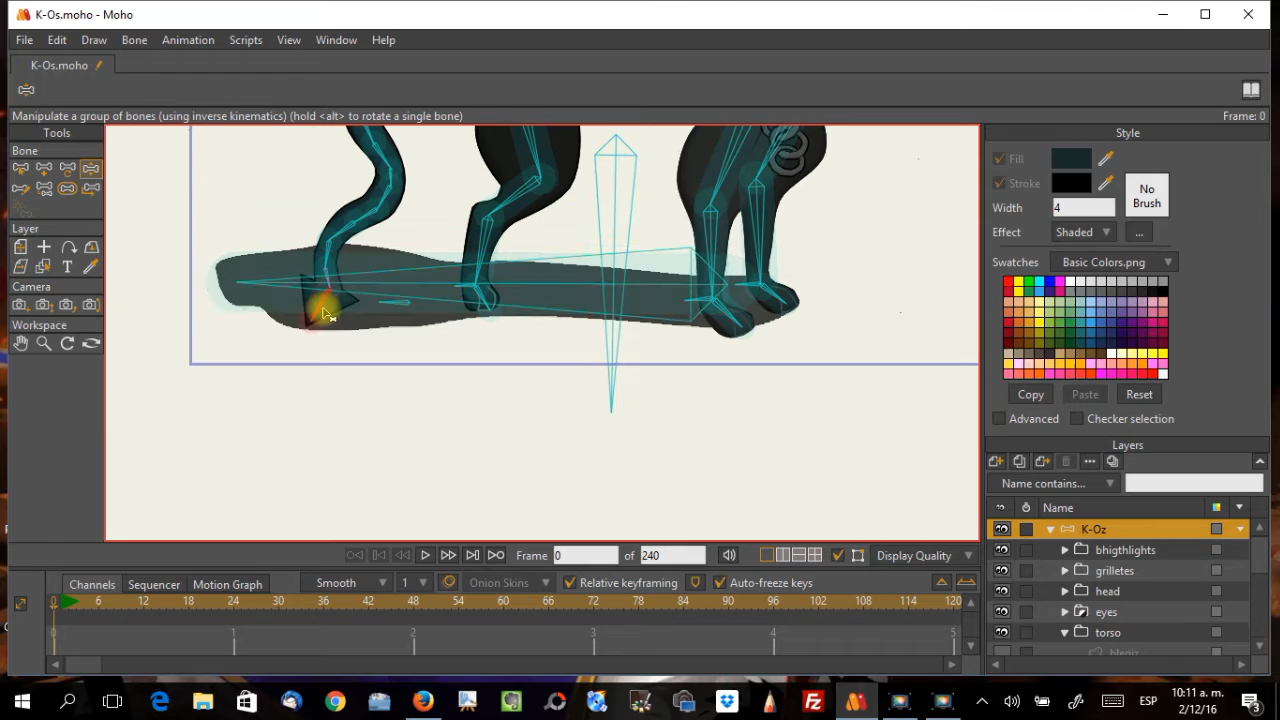 K-Os.moho - Moho
File Edit Draw Bone Animation Scripts View Window Help
K-Os.moho
Manipulate a group of bones (using inverse kinematics) (hold <alt> to rotate a single bone) Frame: 0
Tools
Bone
Layer
Camera
Workspace
Style
Fill
Stroke
No Brush
Width 4
Effect Shaded ...
Swatches Basic Colors.png
Copy Paste Reset
Advanced Checker selection
Layers
Name contains...
Name
K-Oz
bhigthlights
grilletes
head
eyes
torso
Frame 0 of 240 Display Quality
Channels Sequencer Motion Graph Smooth 1 Onion Skins Relative keyframing Auto-freeze keys
0 6 12 18 24 30 36 42 48 54 60 66 72 78 84 90 96 102 108 114 120
0 1 2 3 4 5
ESP
10:11 a. m.
2/12/16
3